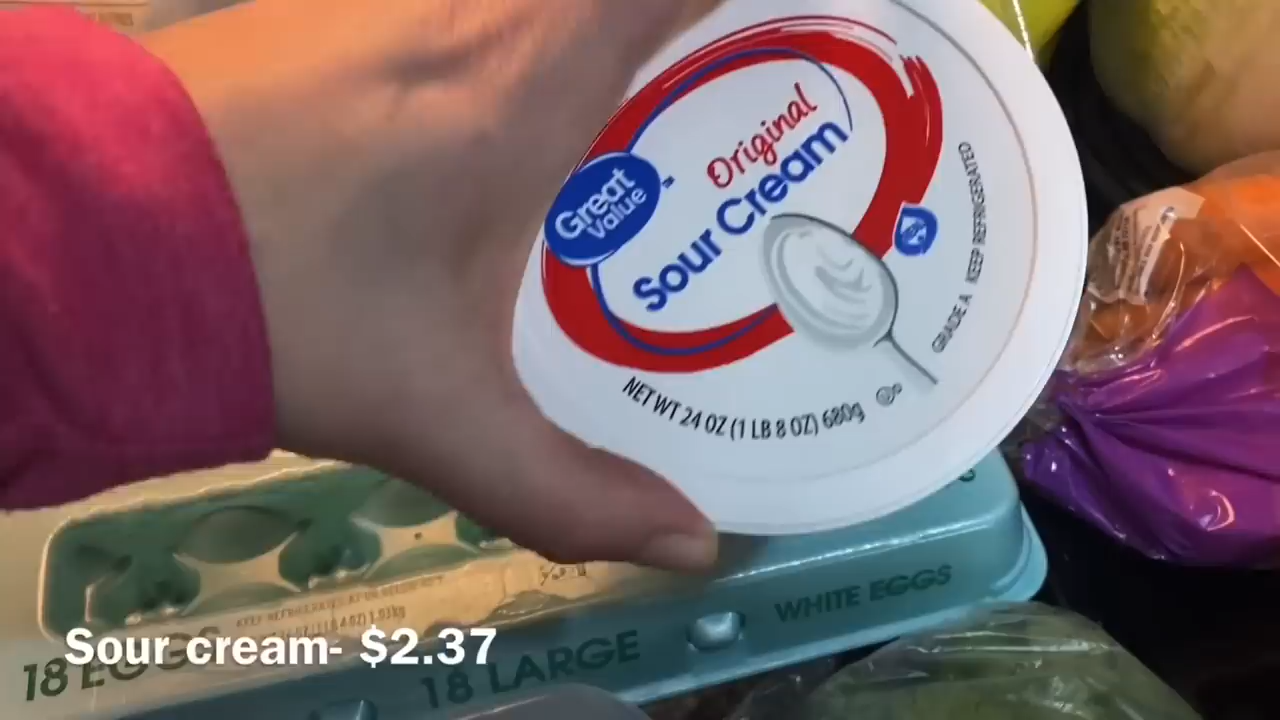 Original
Sour Cream
Great
Value
TM
GRADE A KEEP REFRIGERATED
NET WT 24 OZ (1 LB 8 OZ) 680g
WHITE EGGS
18 LARGE
18 EGGS
Sour cream- $2.37